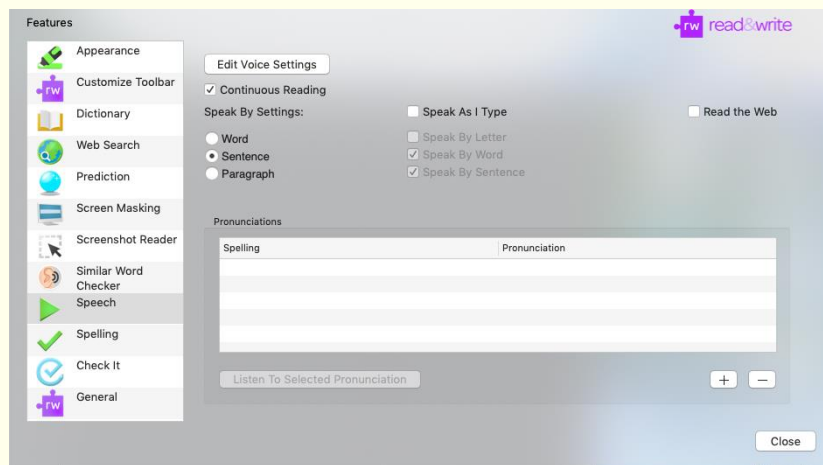 Features
rw read&write
Appearance
Customize Toolbar
Dictionary
Web Search
Prediction
Screen Masking
Screenshot Reader
Similar Word
Checker
Speech
Spelling
Check It
General
rw
rw
Edit Voice Settings
Continuous Reading
Speak By Settings:
Word
Sentence
Paragraph
Speak As I Type
Speak By Letter
Speak By Word
Speak By Sentence
Read the Web
Pronunciations
Spelling Pronunciation
Listen To Selected Pronunciation
+ −
Close